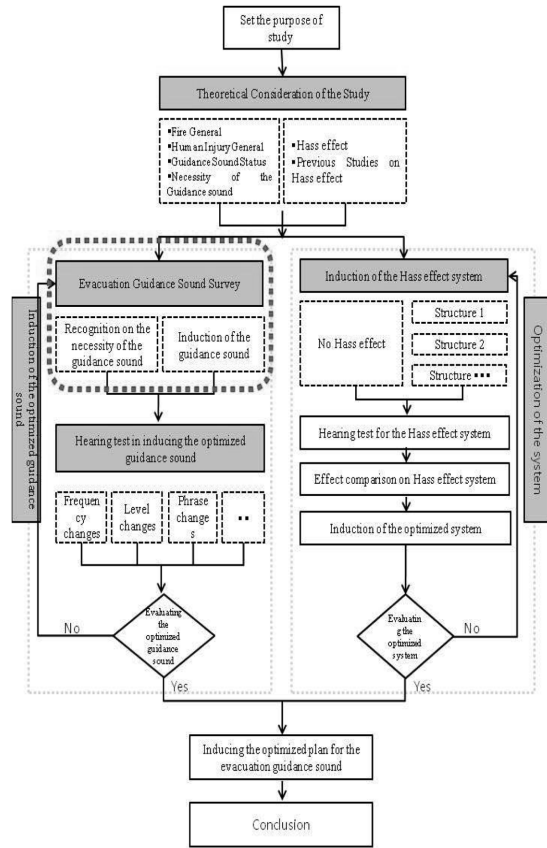 Set the purpose of
study
Theoretical Consideration of the Study
▪Fire General
▪Human Injury General
▪Guidance Sound Status
▪Necessity of the
Guidance sound
▪Hass effect
▪Previous Studies on
Hass effect
Evacuation Guidance Sound Survey
Recognition on the
necessity of the
guidance sound
Induction of the
guidance sound
Induction of the optimized guidance
sound
Hearing test in inducing the optimized
guidance sound
Frequen
cy
changes
Level
changes
Phrase
change
s
▪▪
Evaluating
the
optimized
guidance
sound
No
Yes
Induction of the Hass effect system
No Hass effect
Structure 1
Structure 2
Structure ▪▪▪
Optimization of the
system
Hearing test for the Hass effect system
Effect comparison on Hass effect system
Induction of the optimized system
Evaluati
ng the
optimized
system
No
Yes
Inducing the optimized plan for the
evacuation guidance sound
Conclusion